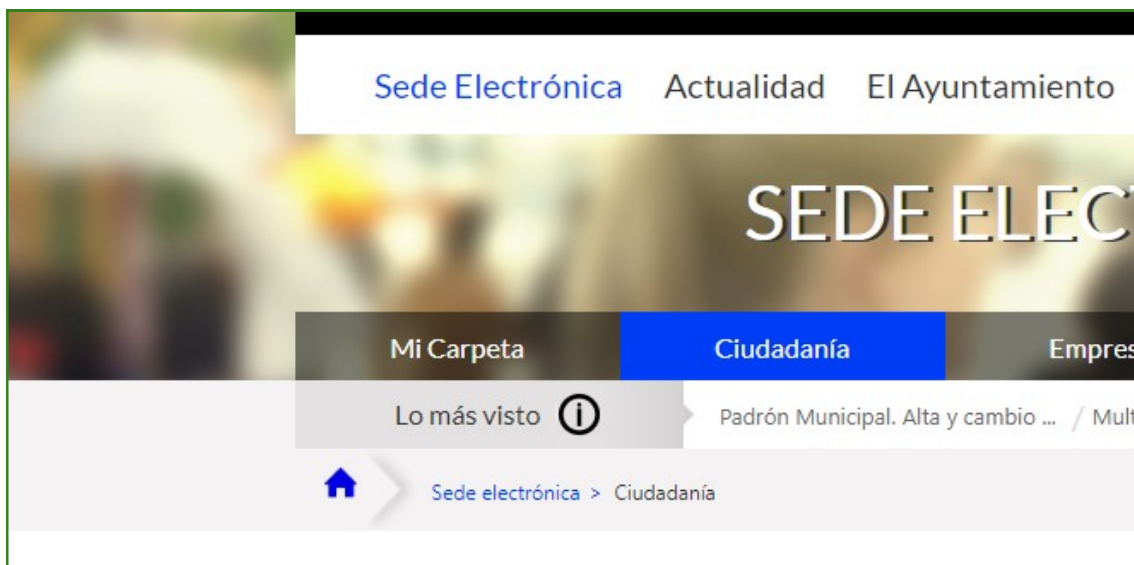 Sede Electrónica Actualidad El Ayuntamiento
SEDE ELECT
Mi Carpeta Ciudadanía Empres
Lo más visto Padrón Municipal. Alta y cambio ... / Mult
Sede electrónica > Ciudadanía